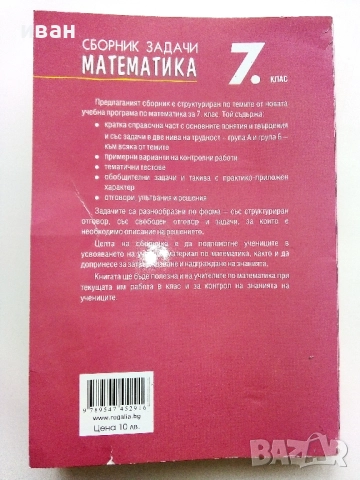 иван
СБОРНИК ЗАДАЧИ
МАТЕМАТИКА 7. КЛАС
Предлаганият сборник е структуриран по темите от новата
учебна програма по математика за 7. клас. Той съдържа:
• кратка справочна част с основните понятия и твърдения
и със задачи в две нива на трудност – група А и група Б –
към всяка от темите
• примерни варианти на контролни работи
• тематични тестове
• обобщителни задачи и такива с практико-приложен
характер
• отговори, упътвания и решения
Задачите са разнообразни по форма – със структуриран
отговор, със свободен отговор и задачи, за които е
необходимо описание на решението.
Целта на сборника е да подпомогне учениците в
усвояването на учебния материал по математика, както и да
допринесе за затвърждаване и надграждане на знанията.
Книгата ще бъде полезна и на учителите по математика при
текущата им работа в клас и за контрол на знанията на
учениците.
9789547452916
www.regalia.bg
Цена 10 лв.
bazar